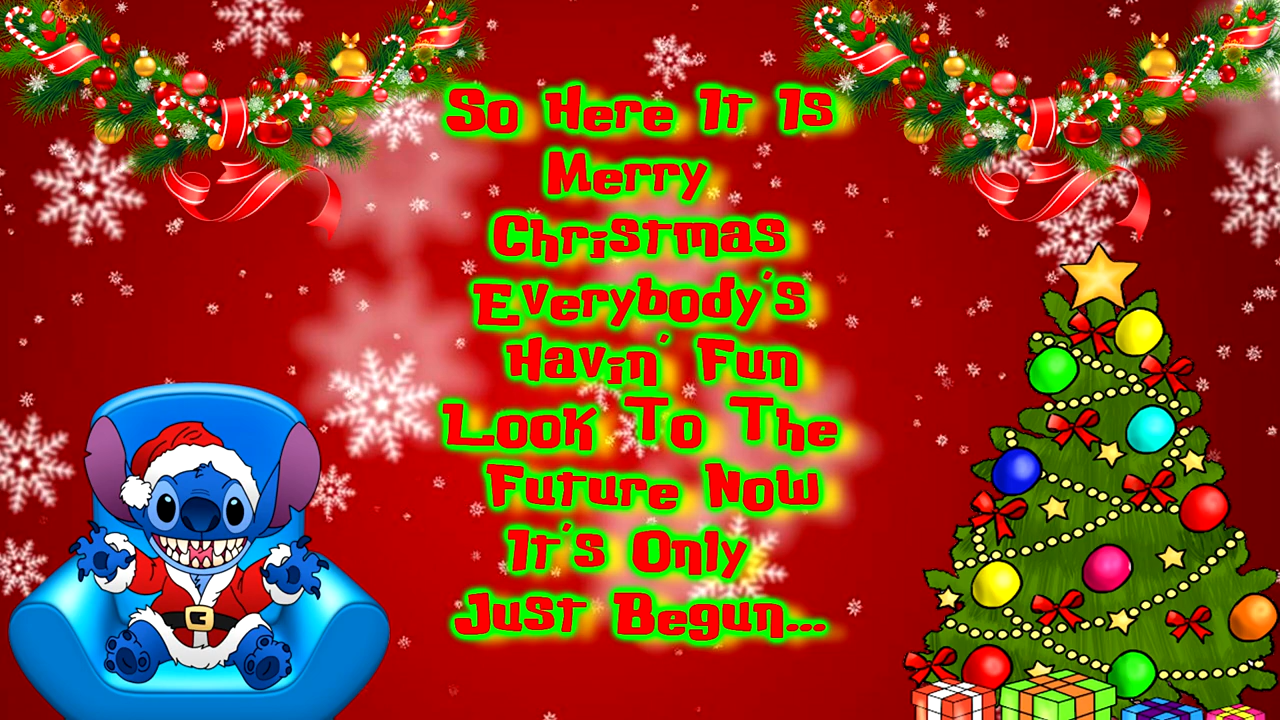 So Here It Is
Merry
Christmas
Everybody's
Havin' Fun
Look To The
Future Now
It's Only
Just Begun...